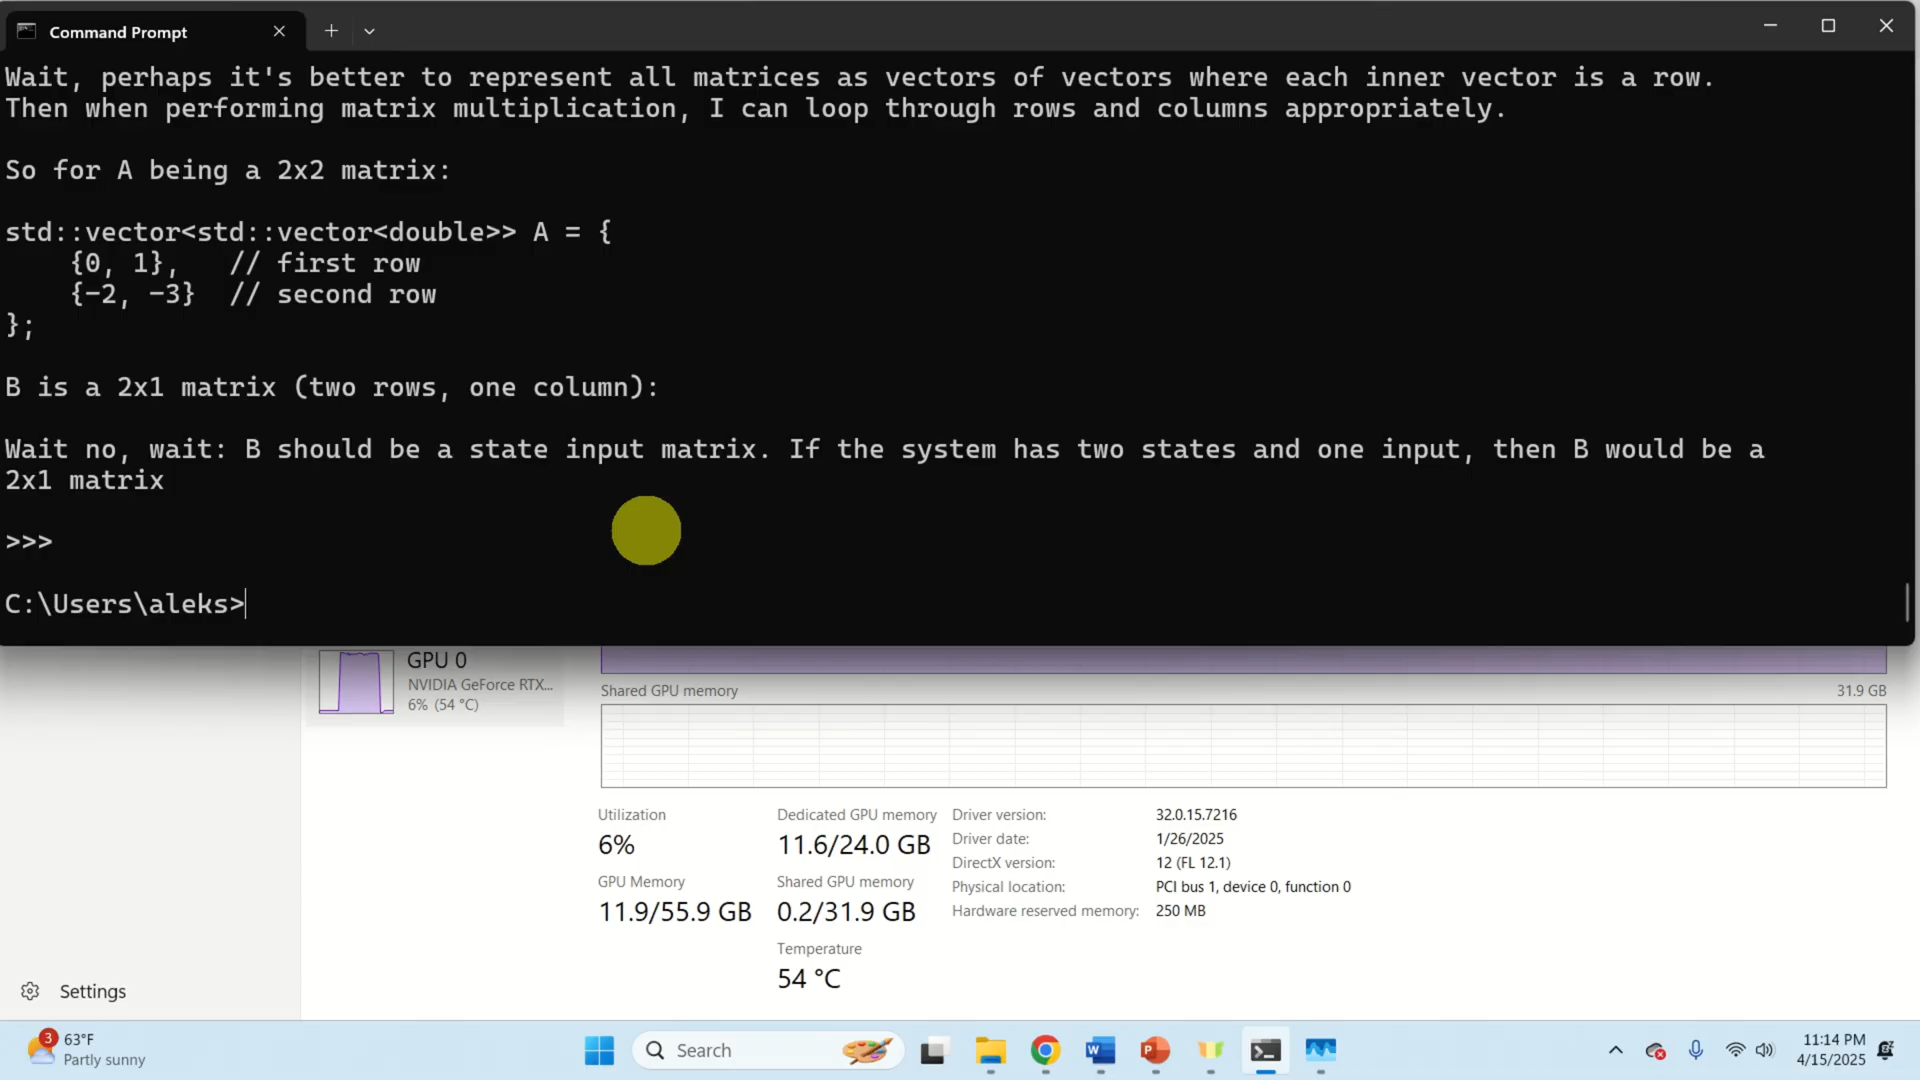 Command Prompt
Wait, perhaps it's better to represent all matrices as vectors of vectors where each inner vector is a row.
Then when performing matrix multiplication, I can loop through rows and columns appropriately.
So for A being a 2x2 matrix:
std::vector<std::vector<double>> A = {
{0, 1},   // first row
{-2, -3}  // second row
};
B is a 2x1 matrix (two rows, one column):
Wait no, wait: B should be a state input matrix. If the system has two states and one input, then B would be a
2x1 matrix
>>>
C:\Users\aleks>
GPU 0
NVIDIA GeForce RTX...
6% (54 °C)
Shared GPU memory 31.9 GB
Utilization
6%
Dedicated GPU memory
11.6/24.0 GB
GPU Memory
11.9/55.9 GB
Shared GPU memory
0.2/31.9 GB
Temperature
54 °C
Driver version: 32.0.15.7216
Driver date: 1/26/2025
DirectX version: 12 (FL 12.1)
Physical location: PCI bus 1, device 0, function 0
Hardware reserved memory: 250 MB
Settings
3
63°F
Partly sunny
Search
W
P
11:14 PM
4/15/2025